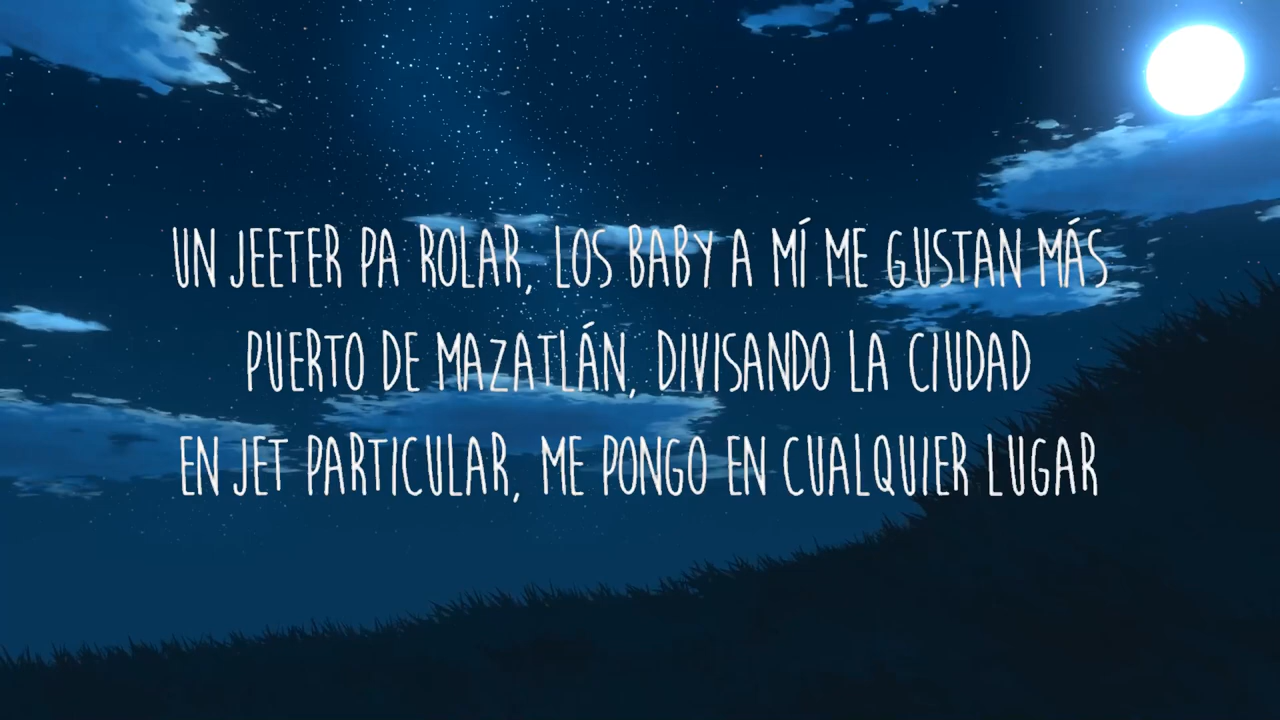 UN JEETER PA ROLAR, LOS BABY A MÍ ME GUSTAN MÁS
PUERTO DE MAZATLÁN, DIVISANDO LA CIUDAD
EN JET PARTICULAR, ME PONGO EN CUALQUIER LUGAR